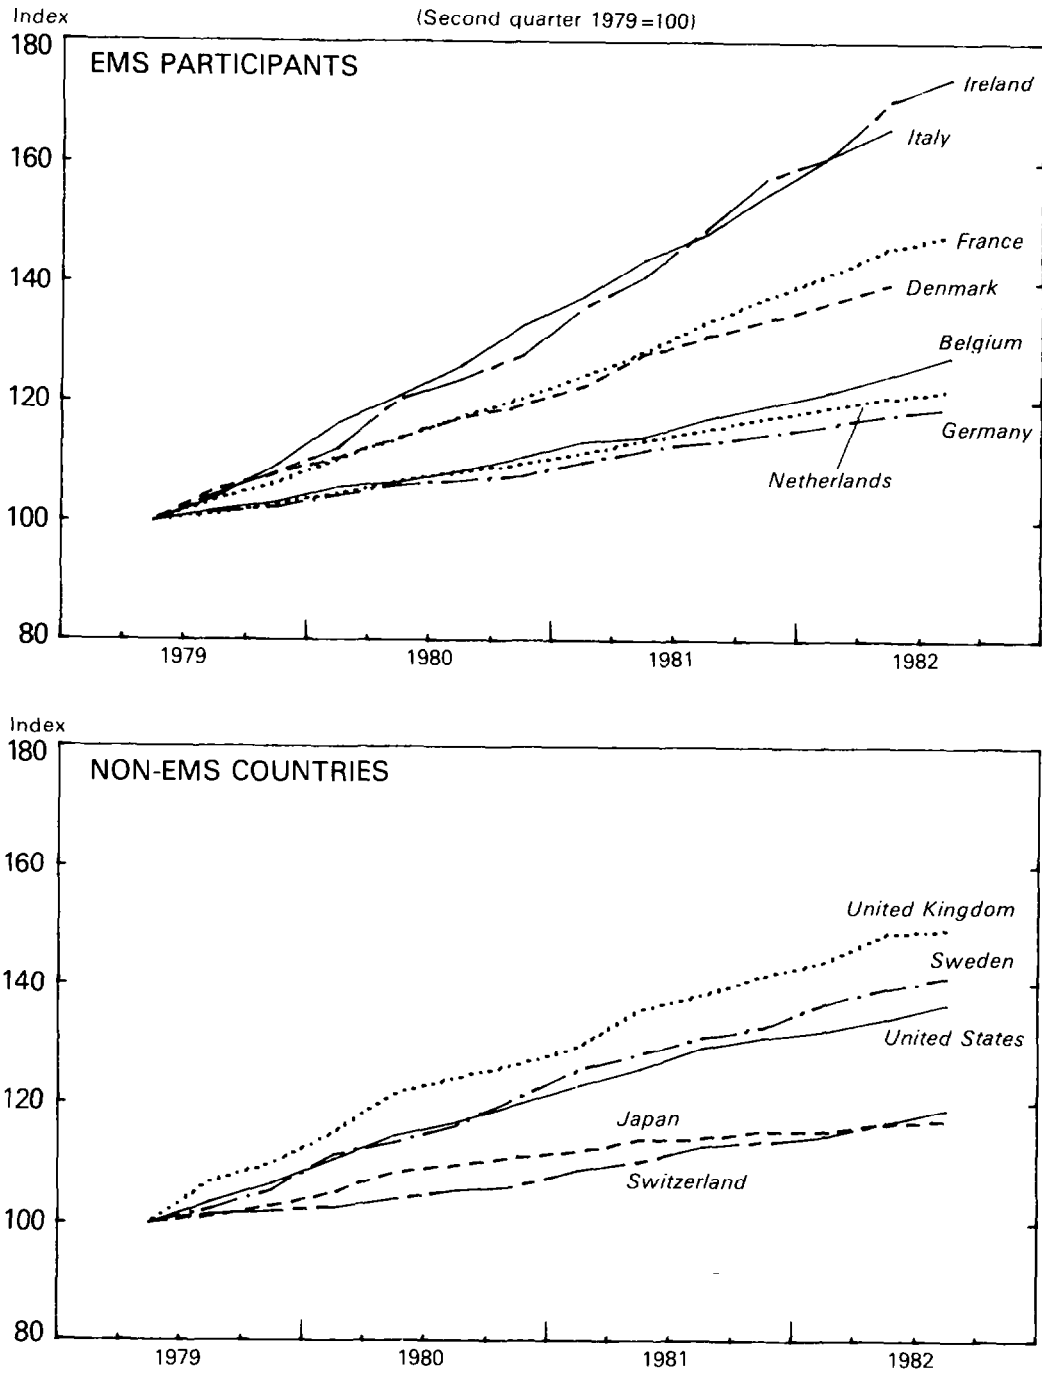 Index
(Second quarter 1979=100)
180
EMS PARTICIPANTS
Ireland
Italy
160
France
140
Denmark
Belgium
120
Germany
Netherlands
100
80
1979 1980 1981 1982
Index
180
NON-EMS COUNTRIES
160
United Kingdom
Sweden
140
United States
120
Japan
Switzerland
100
80
1979 1980 1981 1982